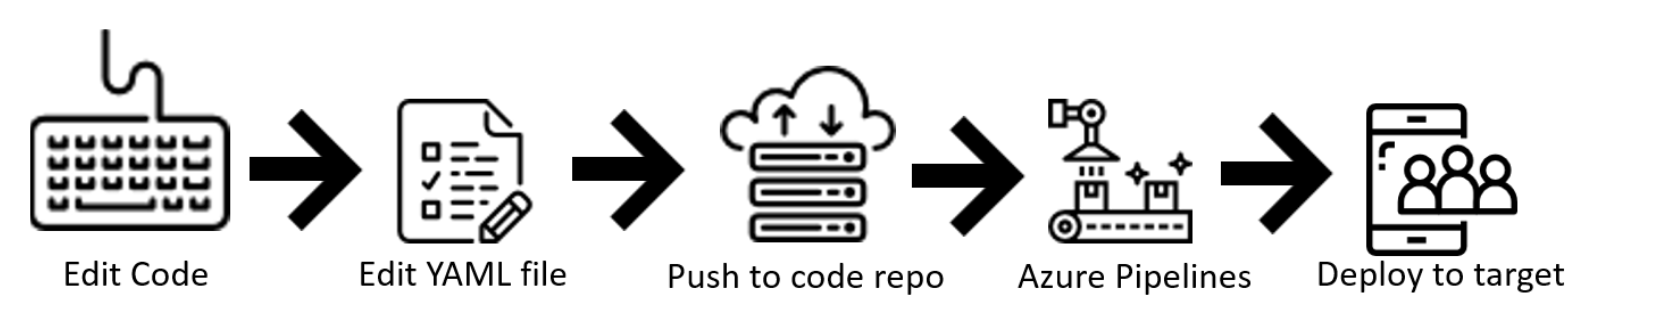 Edit Code
Edit YAML file
Push to code repo
Azure Pipelines
Deploy to target